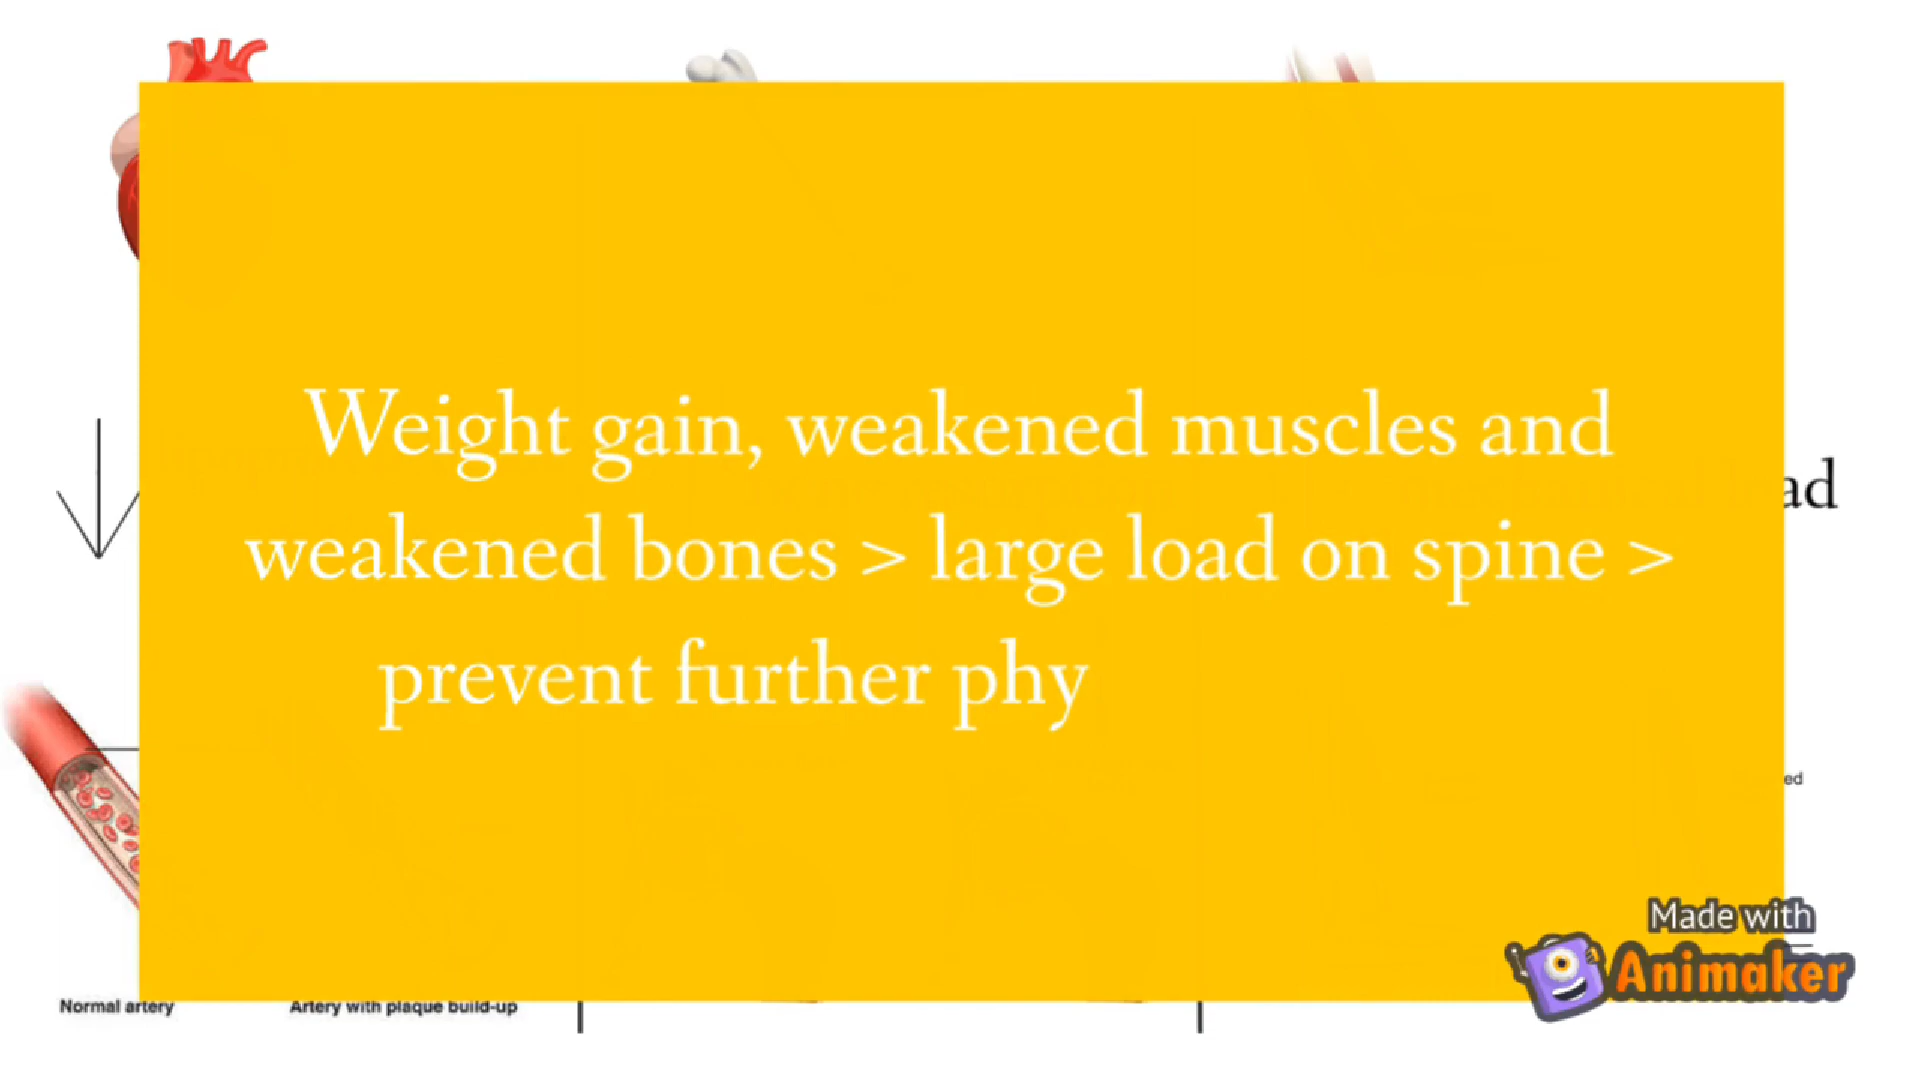 Weight gain, weakened muscles and
weakened bones > large load on spine >
prevent further phy
ad
ed
Made with
Animaker
Normal artery
Artery with plaque build-up